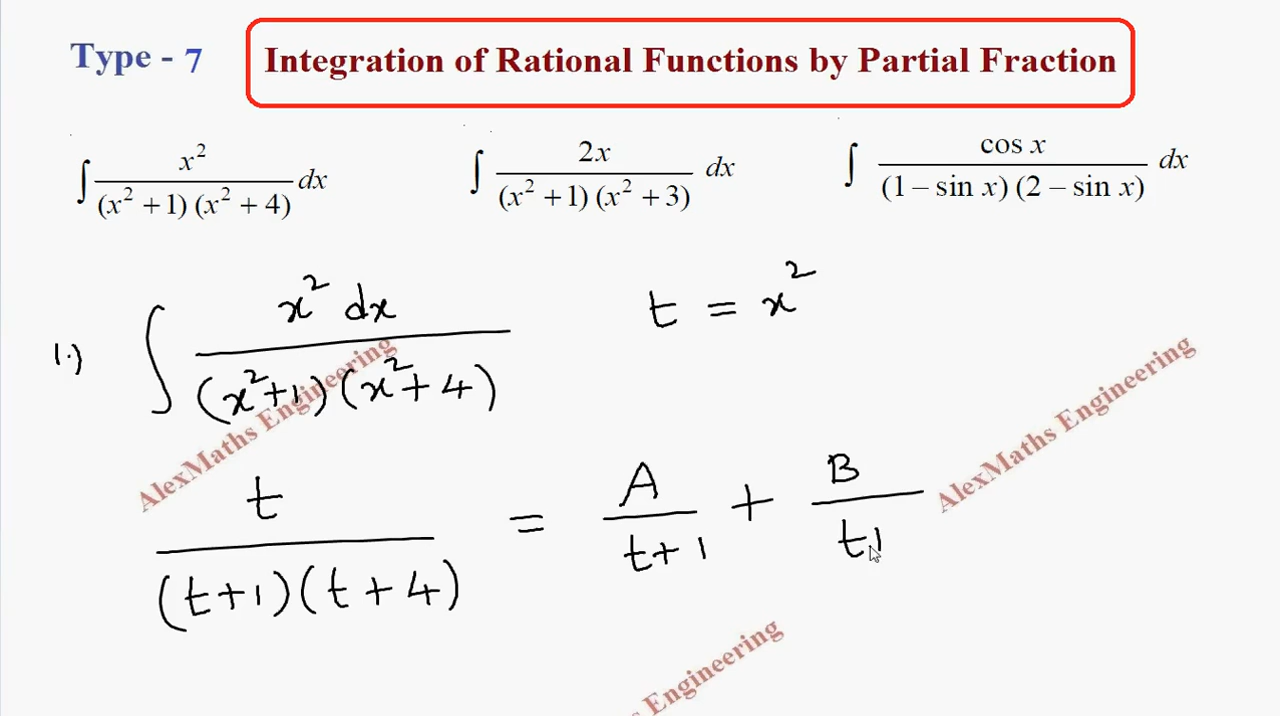 Type - 7 Integration of Rational Functions by Partial Fraction
∫ x² / (x² + 1) (x² + 4) dx ∫ 2x / (x² + 1) (x² + 3) dx ∫ cos x / (1 – sin x) (2 – sin x) dx
1.) ∫ x² dx / (x²+1)(x²+4) t = x²
AlexMaths Engineering
AlexMaths Engineering
t / (t+1)(t+4) = A / t+1 + B / t
Engineering